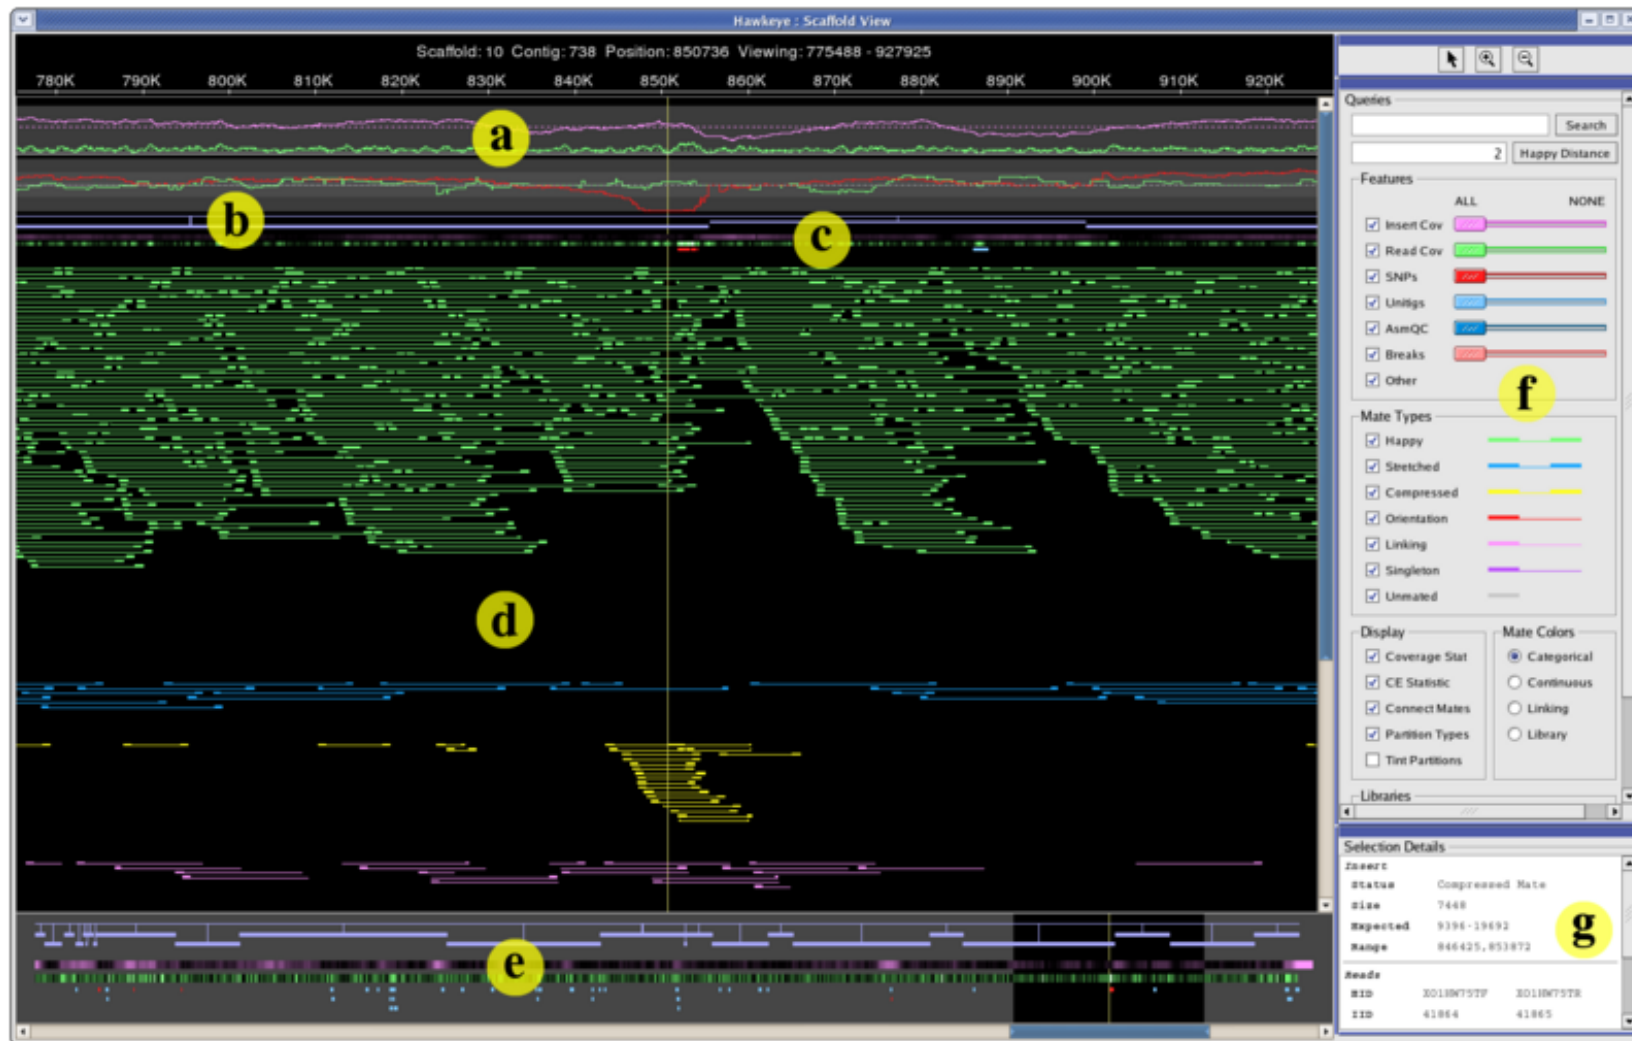 Hawkeye : Scaffold View
Scaffold: 10 Contig: 738 Position: 850736 Viewing: 775488 - 927925
780K 790K 800K 810K 820K 830K 840K 850K 860K 870K 880K 890K 900K 910K 920K
a
b
c
d
e
Queries
Search
2 Happy Distance
Features
ALL NONE
Insert Cov
Read Cov
SNPs
Unitigs
AsmQC
Breaks
Other
f
Mate Types
Happy
Stretched
Compressed
Orientation
Linking
Singleton
Unmated
Display
Coverage Stat
CE Statistic
Connect Mates
Partition Types
Tint Partitions
Mate Colors
Categorical
Continuous
Linking
Library
Libraries
Selection Details
Insert
Status Compressed Mate
Size 7448
Expected 9396-19692
Range 846425,853872
g
Reads
EID X01HW75TF X01HW75TR
IID 41864 41865